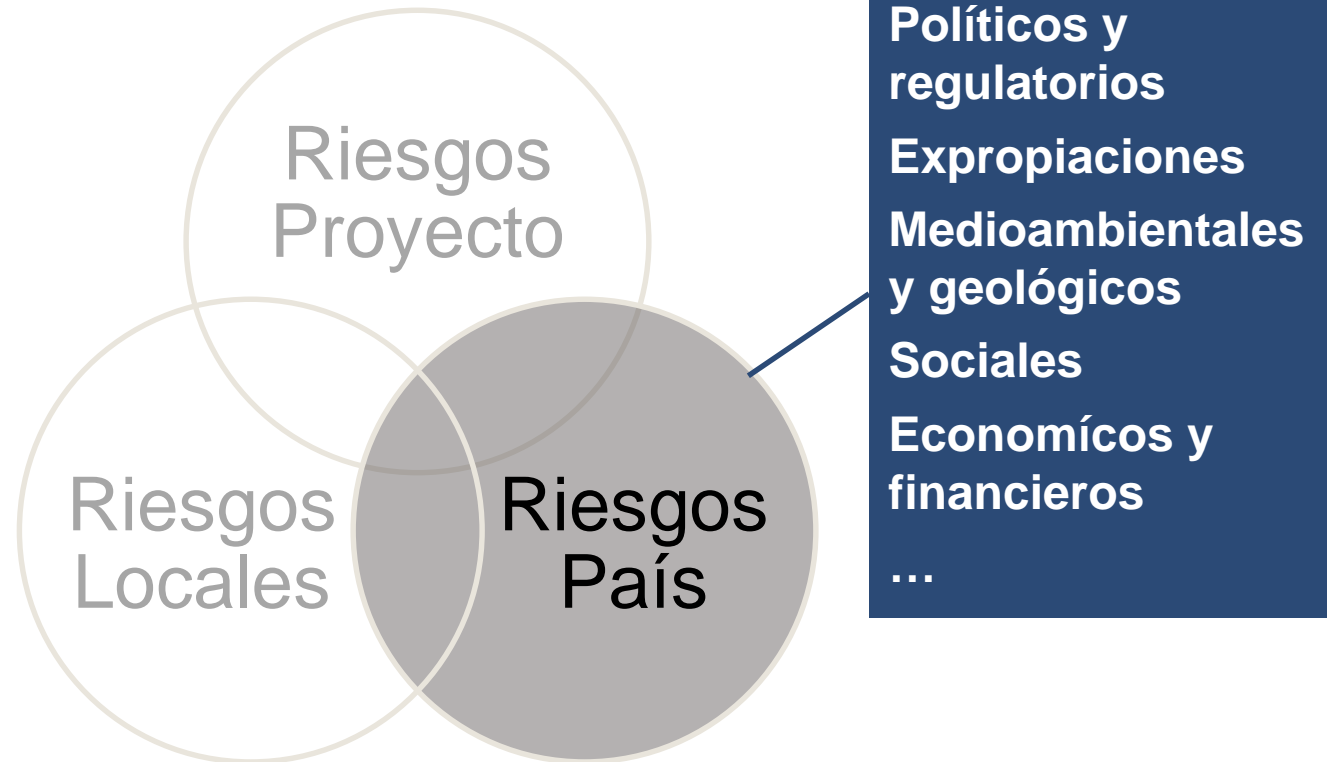 Riesgos
Proyecto
Riesgos
Locales
Riesgos
País
Políticos y
regulatorios
Expropiaciones
Medioambientales
y geológicos
Sociales
Economícos y
financieros
…